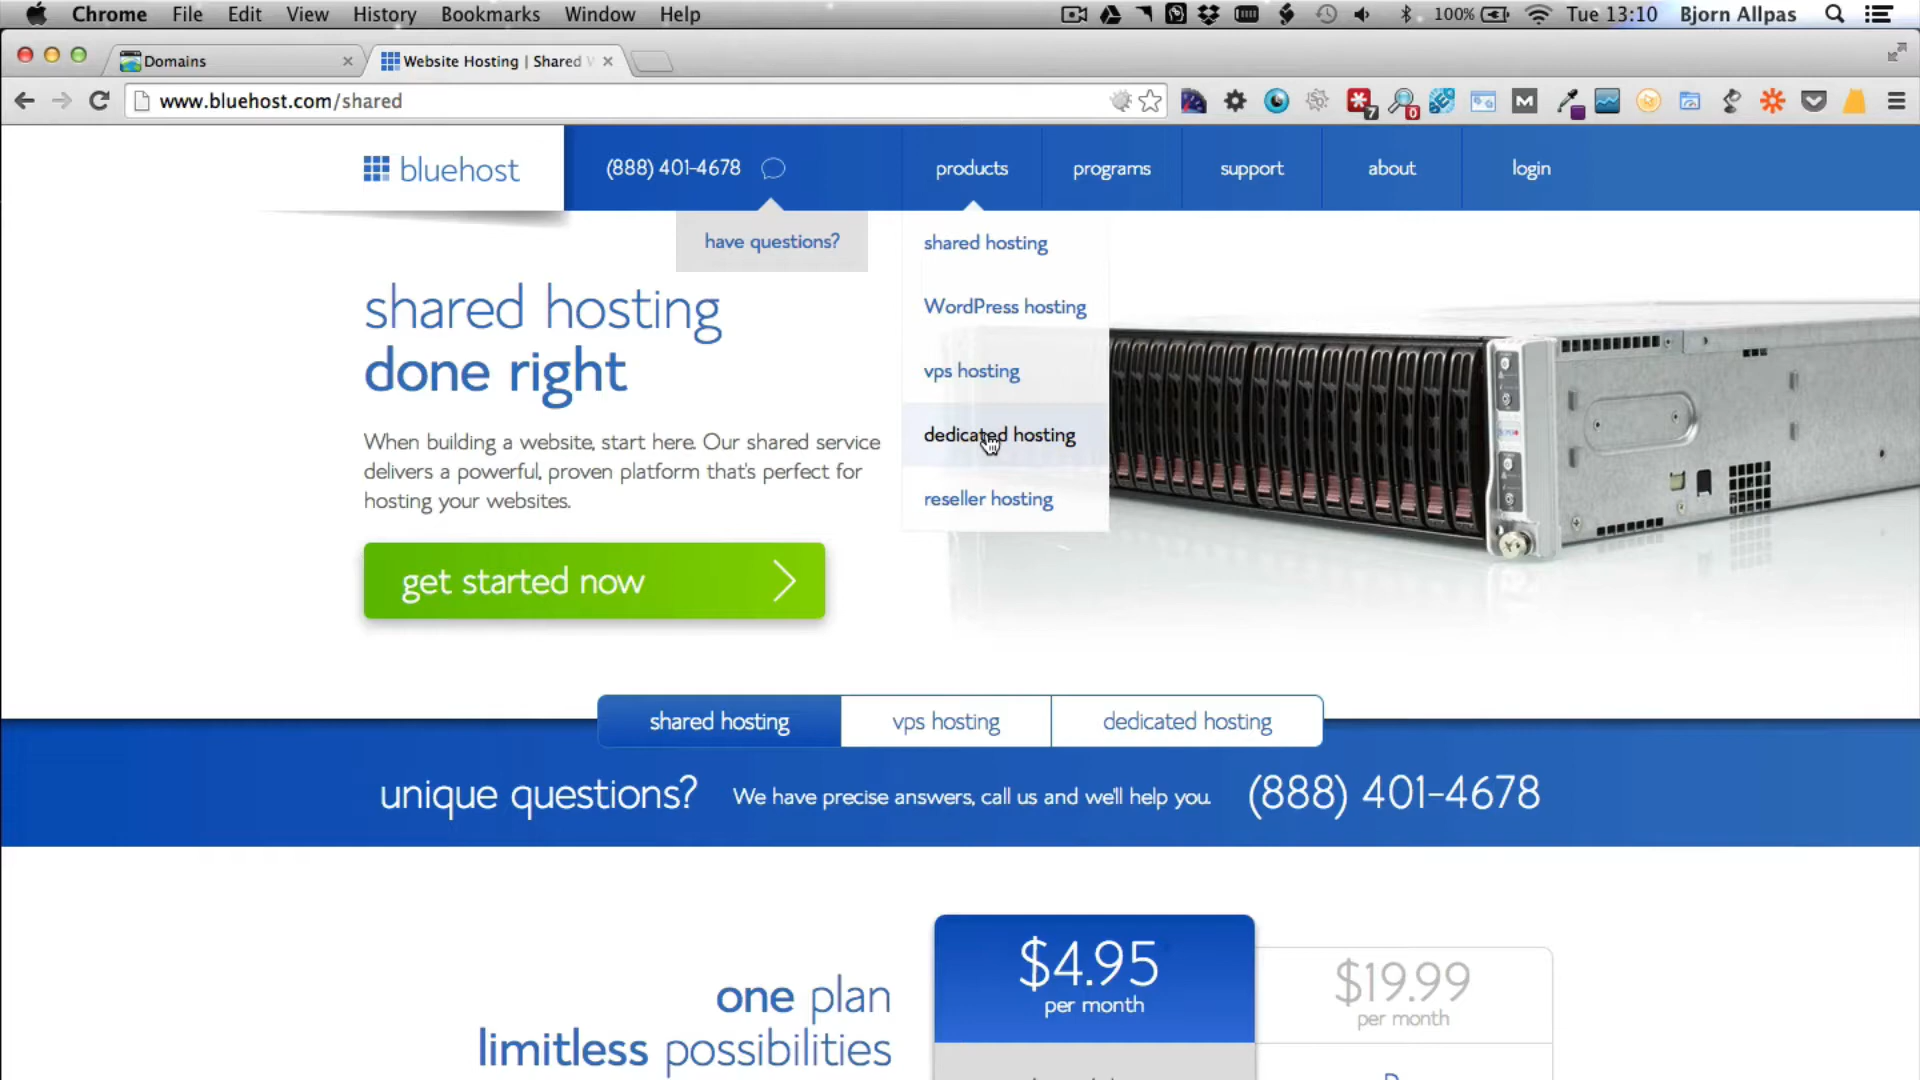 Chrome File Edit View History Bookmarks Window Help 100% Tue 13:10 Bjorn Allpas
Domains Website Hosting | Shared
www.bluehost.com/shared 7 0 M
bluehost (888) 401-4678 products programs support about login
have questions?
shared hosting
WordPress hosting
vps hosting
dedicated hosting
reseller hosting
shared hosting
done right
When building a website, start here. Our shared service
delivers a powerful, proven platform that's perfect for
hosting your websites.
get started now
shared hosting vps hosting dedicated hosting
unique questions? We have precise answers, call us and we'll help you. (888) 401-4678
one plan
limitless possibilities
$4.95
per month
$19.99
per month